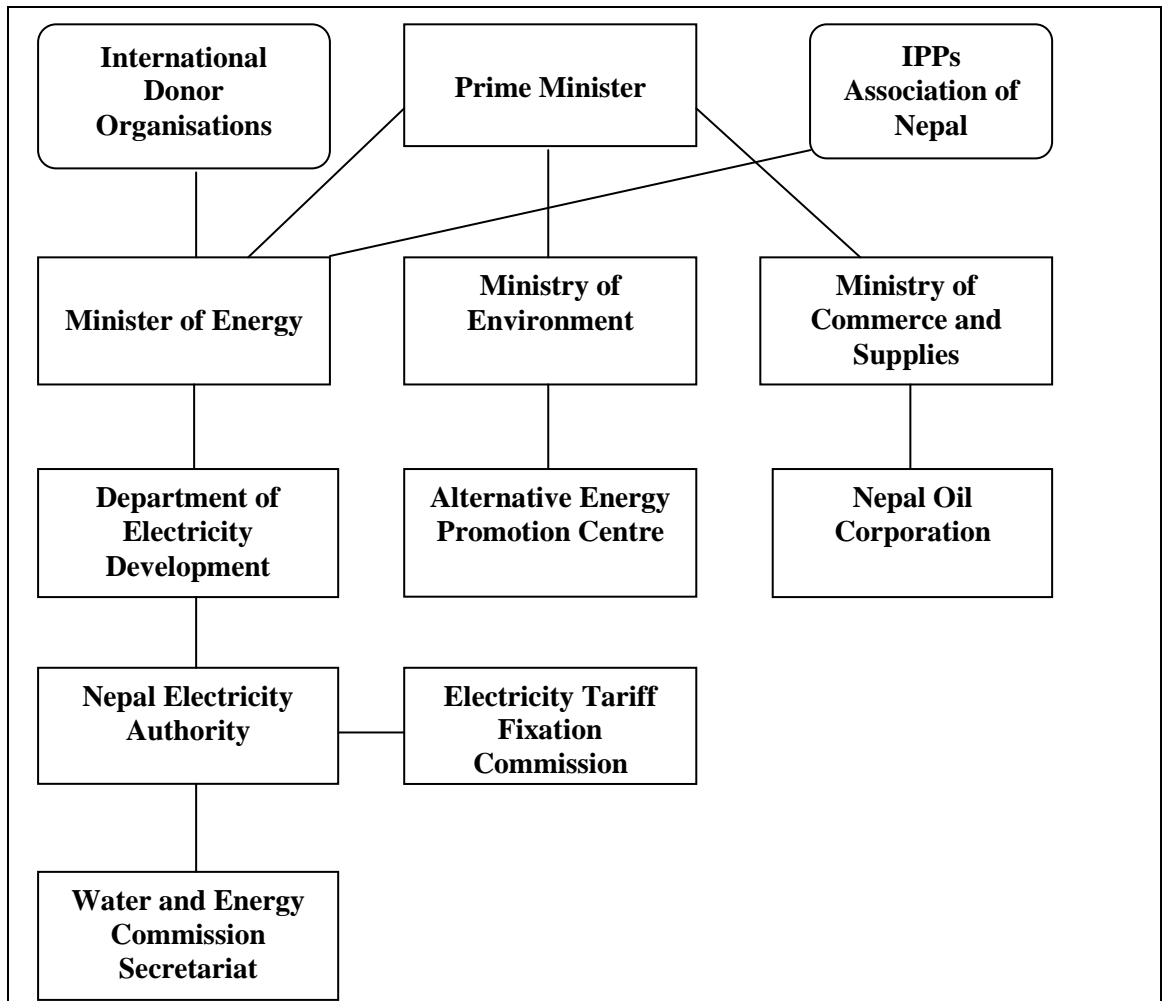 International
Donor
Organisations
Prime Minister
IPPs
Association of
Nepal
Minister of Energy
Ministry of
Environment
Ministry of
Commerce and
Supplies
Department of
Electricity
Development
Alternative Energy
Promotion Centre
Nepal Oil
Corporation
Nepal Electricity
Authority
Electricity Tariff
Fixation
Commission
Water and Energy
Commission
Secretariat